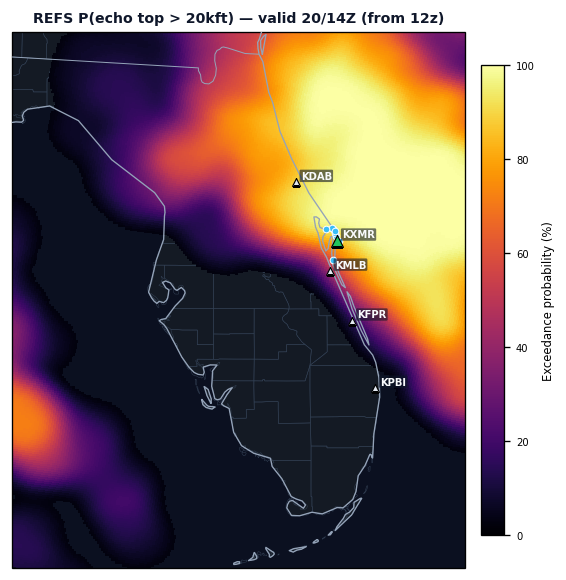 REFS P(echo top > 20kft) — valid 20/14Z (from 12z)
KDAB
KXMR
KMLB
KFPR
KPBI
100
80
60
40
20
0
Exceedance probability (%)